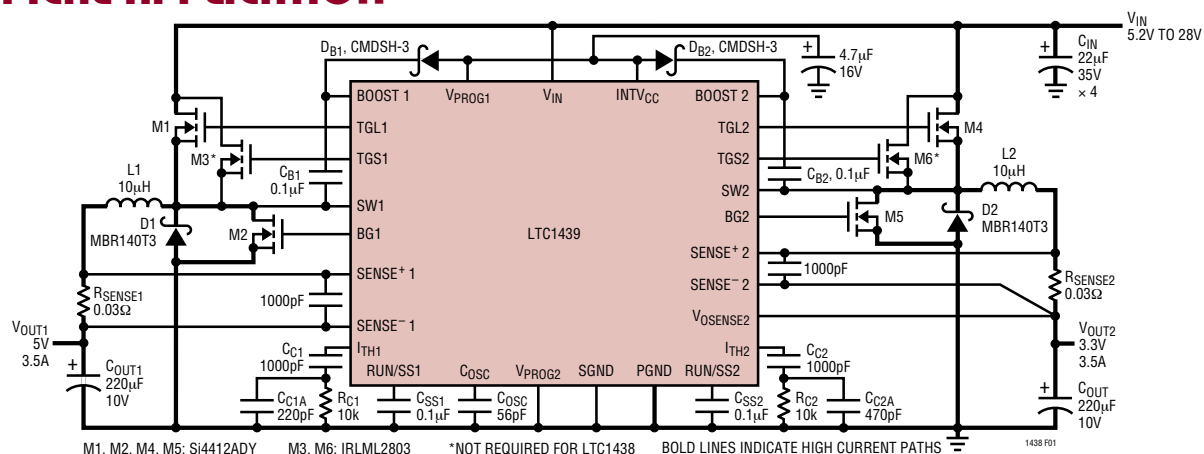 VIN
5.2V TO 28V
DB1, CMDSH-3
DB2, CMDSH-3
4.7µF
16V
CIN
22µF
35V
× 4
BOOST 1
VPROG1
VIN
INTVCC
BOOST 2
M1
TGL1
TGL2
M4
M3*
TGS1
TGS2
M6*
L1
10µH
CB1
0.1µF
CB2, 0.1µF
L2
10µH
SW1
SW2
D1
MBR140T3
M2
BG1
LTC1439
BG2
M5
D2
MBR140T3
SENSE+ 1
SENSE+ 2
1000pF
1000pF
SENSE– 2
RSENSE1
0.03Ω
RSENSE2
0.03Ω
SENSE– 1
VOSENSE2
VOUT1
5V
3.5A
VOUT2
3.3V
3.5A
CC1
1000pF
ITH1
ITH2
CC2
1000pF
RUN/SS1
COSC
VPROG2
SGND
PGND
RUN/SS2
COUT1
220µF
10V
CC1A
220pF
RC1
10k
CSS1
0.1µF
COSC
56pF
CSS2
0.1µF
RC2
10k
CC2A
470pF
COUT
220µF
10V
M1, M2, M4, M5: Si4412ADY
M3, M6: IRLML2803
*NOT REQUIRED FOR LTC1438
BOLD LINES INDICATE HIGH CURRENT PATHS
1438 F01